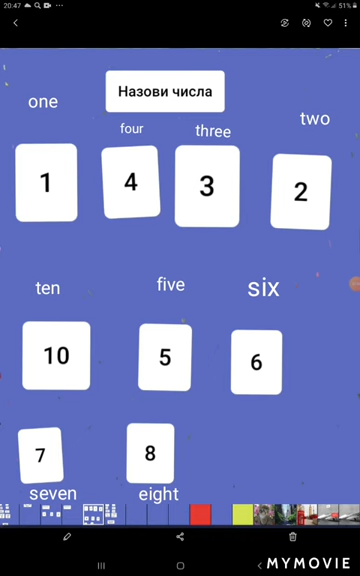 20:47
51%
Назови числа
one
four
three
two
1
4
3
2
ten
five
six
10
5
6
7
8
seven
eight
MYMOVIE